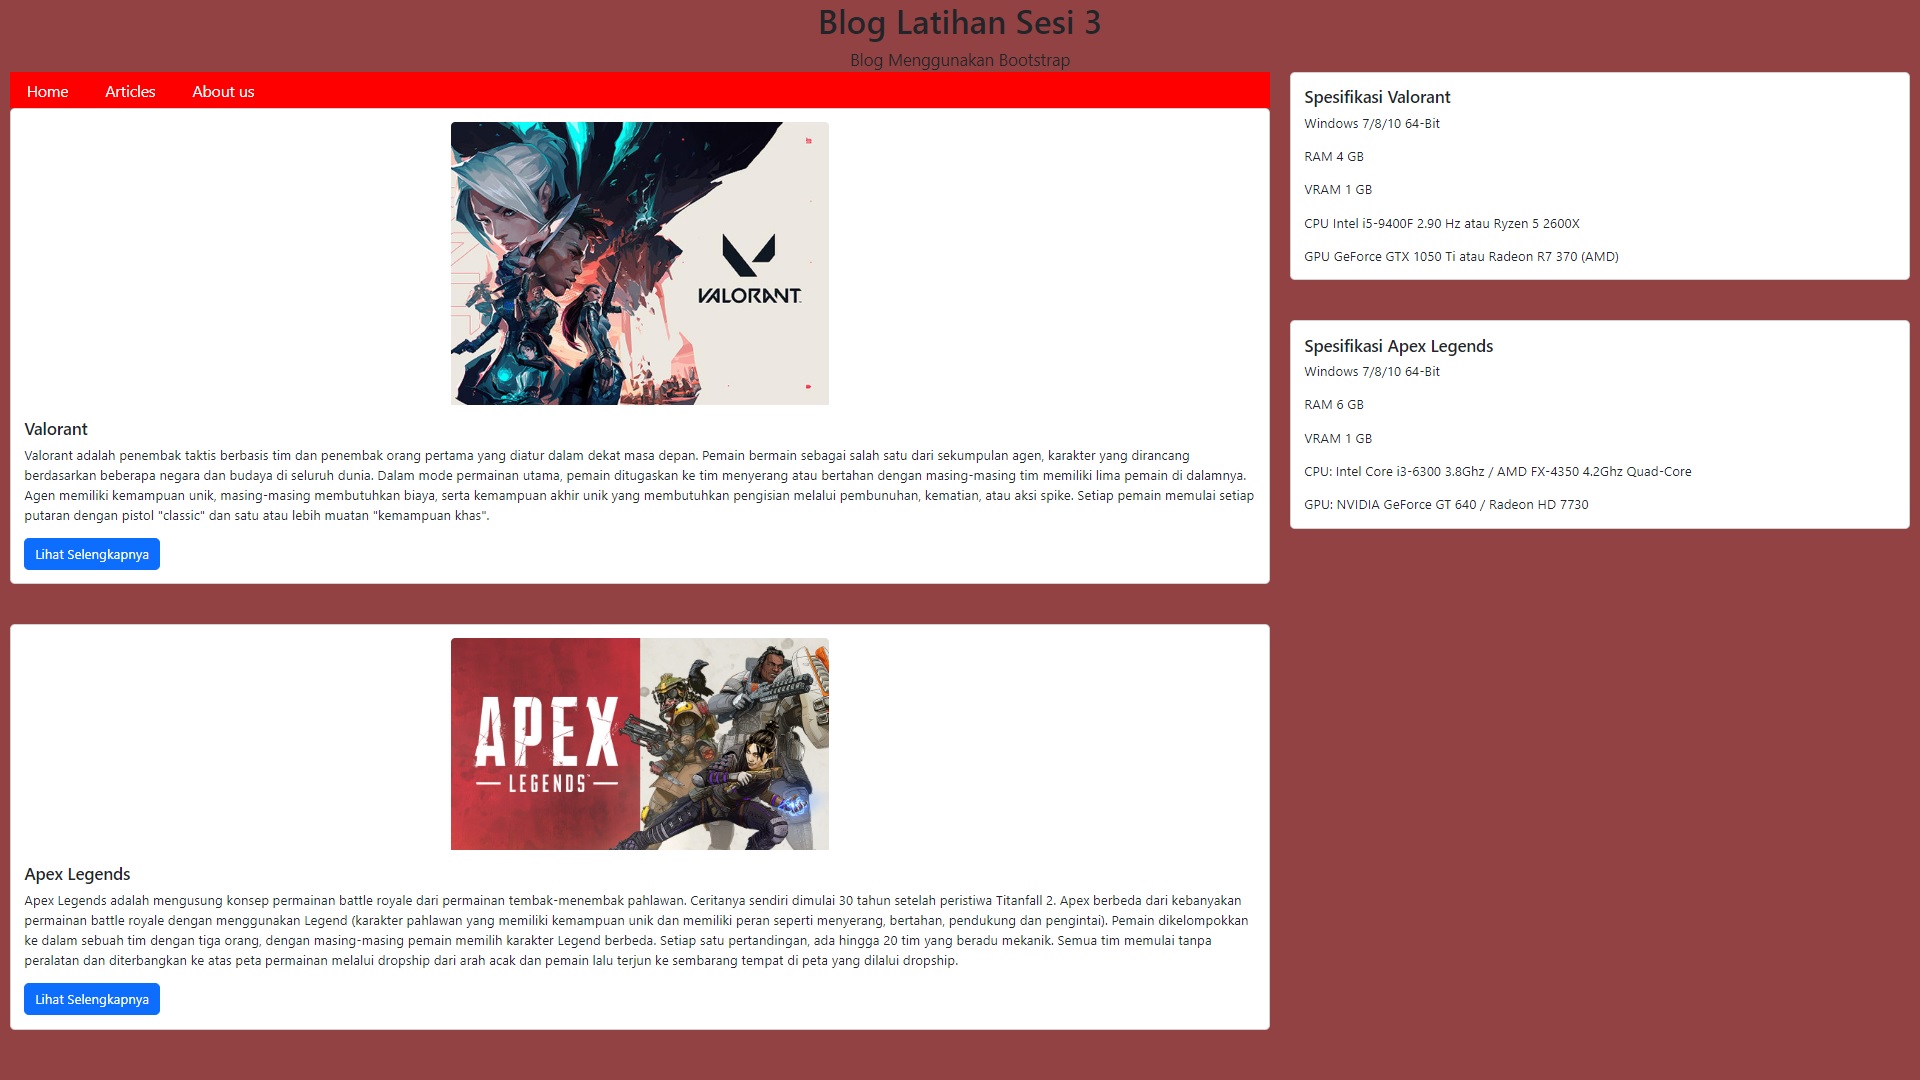 Blog Latihan Sesi 3
Blog Menggunakan Bootstrap
Home
Articles
About us
VALORANT
Valorant
Valorant adalah penembak taktis berbasis tim dan penembak orang pertama yang diatur dalam dekat masa depan. Pemain bermain sebagai salah satu dari sekumpulan agen, karakter yang dirancang
berdasarkan beberapa negara dan budaya di seluruh dunia. Dalam mode permainan utama, pemain ditugaskan ke tim menyerang atau bertahan dengan masing-masing tim memiliki lima pemain di dalamnya.
Agen memiliki kemampuan unik, masing-masing membutuhkan biaya, serta kemampuan akhir unik yang membutuhkan pengisian melalui pembunuhan, kematian, atau aksi spike. Setiap pemain memulai setiap
putaran dengan pistol "classic" dan satu atau lebih muatan "kemampuan khas".
Lihat Selengkapnya
APEX
LEGENDS
Apex Legends
Apex Legends adalah mengusung konsep permainan battle royale dari permainan tembak-menembak pahlawan. Ceritanya sendiri dimulai 30 tahun setelah peristiwa Titanfall 2. Apex berbeda dari kebanyakan
permainan battle royale dengan menggunakan Legend (karakter pahlawan yang memiliki kemampuan unik dan memiliki peran seperti menyerang, bertahan, pendukung dan pengintai). Pemain dikelompokkan
ke dalam sebuah tim dengan tiga orang, dengan masing-masing pemain memilih karakter Legend berbeda. Setiap satu pertandingan, ada hingga 20 tim yang beradu mekanik. Semua tim memulai tanpa
peralatan dan diterbangkan ke atas peta permainan melalui dropship dari arah acak dan pemain lalu terjun ke sembarang tempat di peta yang dilalui dropship.
Lihat Selengkapnya
Spesifikasi Valorant
Windows 7/8/10 64-Bit
RAM 4 GB
VRAM 1 GB
CPU Intel i5-9400F 2.90 Hz atau Ryzen 5 2600X
GPU GeForce GTX 1050 Ti atau Radeon R7 370 (AMD)
Spesifikasi Apex Legends
Windows 7/8/10 64-Bit
RAM 6 GB
VRAM 1 GB
CPU: Intel Core i3-6300 3.8Ghz / AMD FX-4350 4.2Ghz Quad-Core
GPU: NVIDIA GeForce GT 640 / Radeon HD 7730